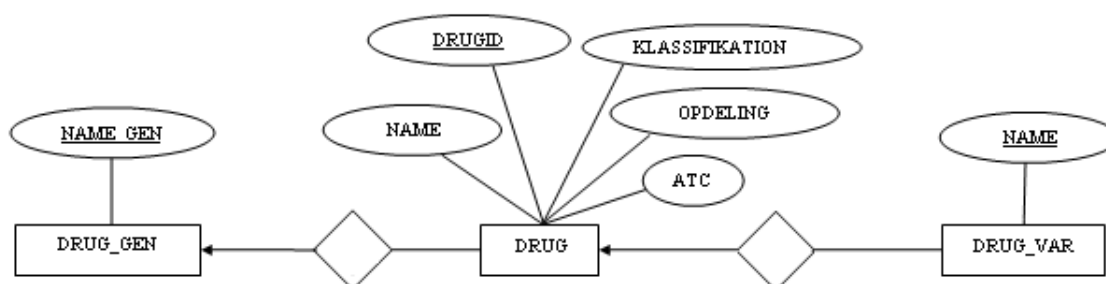 DRUGID
KLASSIFIKATION
NAME
OPDELING
NAME_GEN
NAME
ATC
DRUG_GEN
DRUG
DRUG_VAR